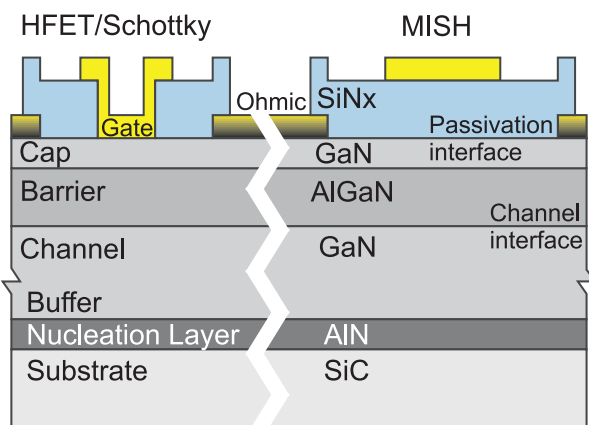 HFET/Schottky MISH
Ohmic SiNx
Gate Passivation
Cap GaN interface
Barrier AlGaN
Channel
Channel GaN interface
Buffer
Nucleation Layer AlN
Substrate SiC